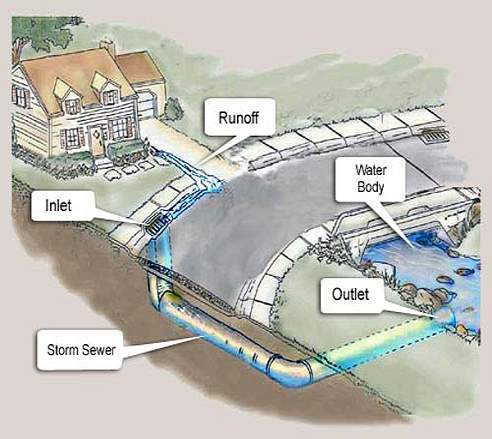 Runoff
Water
Body
Inlet
Outlet
Storm Sewer